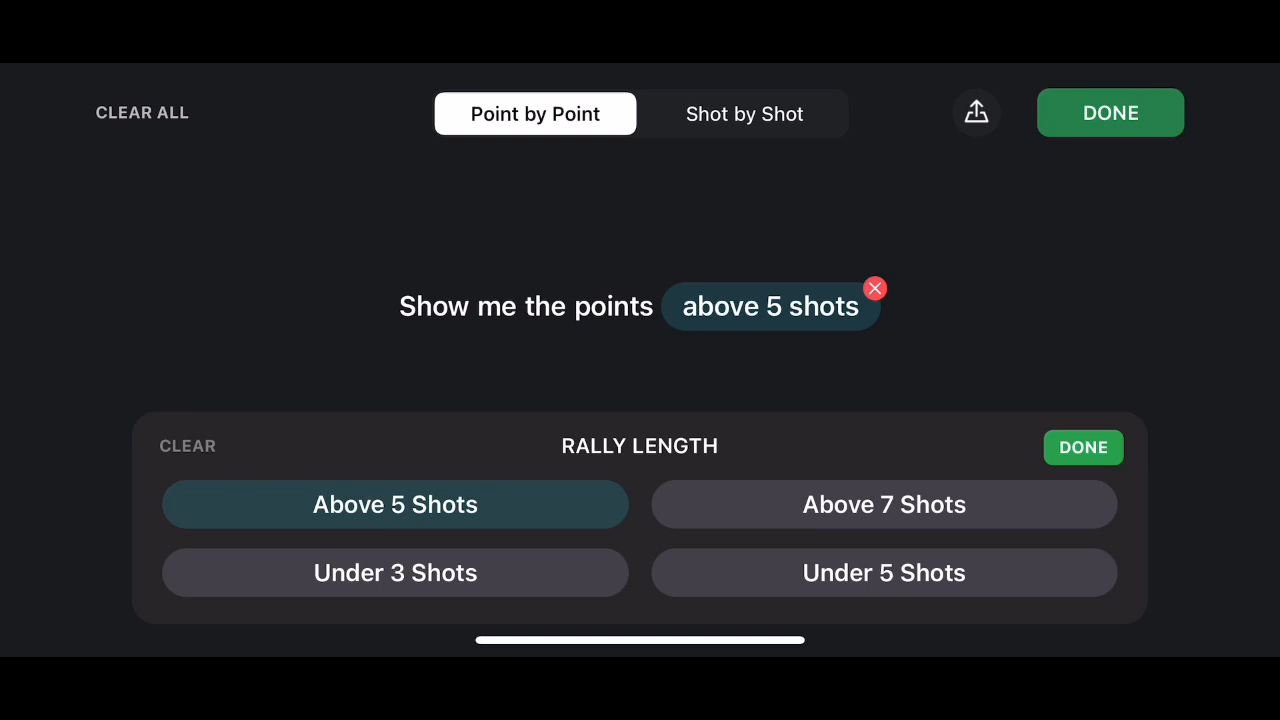 CLEAR ALL
Point by Point
Shot by Shot
DONE
Show me the points above 5 shots
CLEAR
RALLY LENGTH
DONE
Above 5 Shots
Above 7 Shots
Under 3 Shots
Under 5 Shots